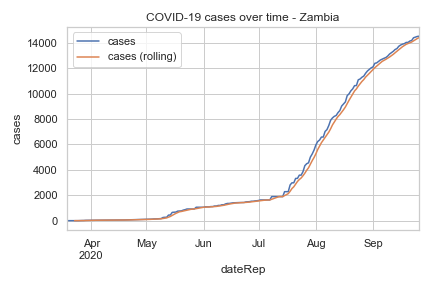 COVID-19 cases over time - Zambia
cases
cases (rolling)
14000
12000
10000
8000
6000
4000
2000
0
cases
Apr
2020
May
Jun
Jul
Aug
Sep
dateRep